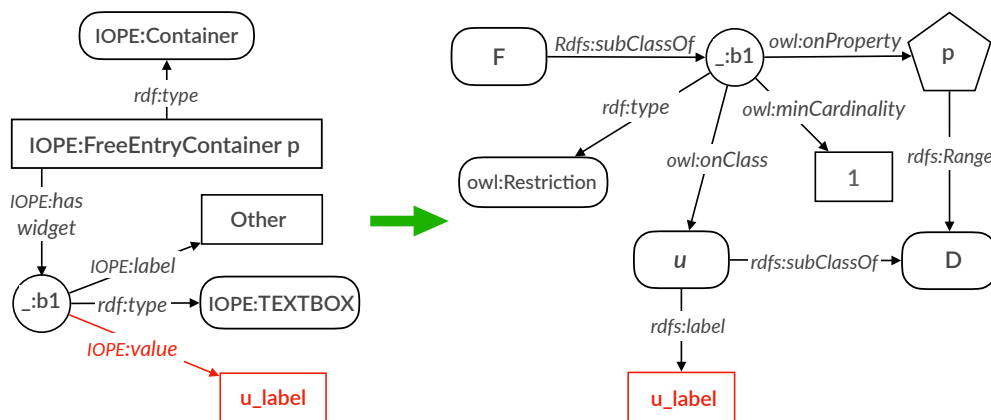 IOPE:Container
rdf:type
IOPE:FreeEntryContainer p
IOPE:has
widget
Other
IOPE:label
_:b1
rdf:type
IOPE:TEXTBOX
IOPE:value
u_label
F
Rdfs:subClassOf
_:b1
owl:onProperty
p
rdf:type
owl:minCardinality
owl:onClass
rdfs:Range
owl:Restriction
1
u
rdfs:subClassOf
D
rdfs:label
u_label